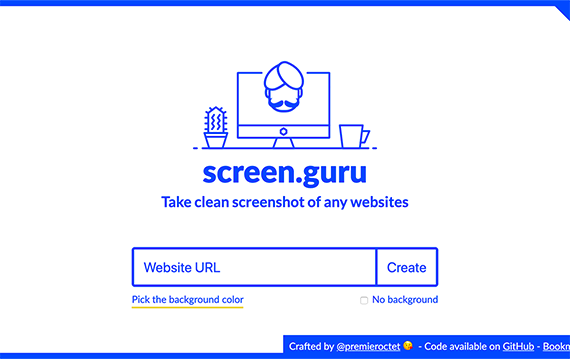 screen.guru
Take clean screenshot of any websites
Website URL
Create
Pick the background color
No background
Crafted by @premieroctet 😘 - Code available on GitHub -